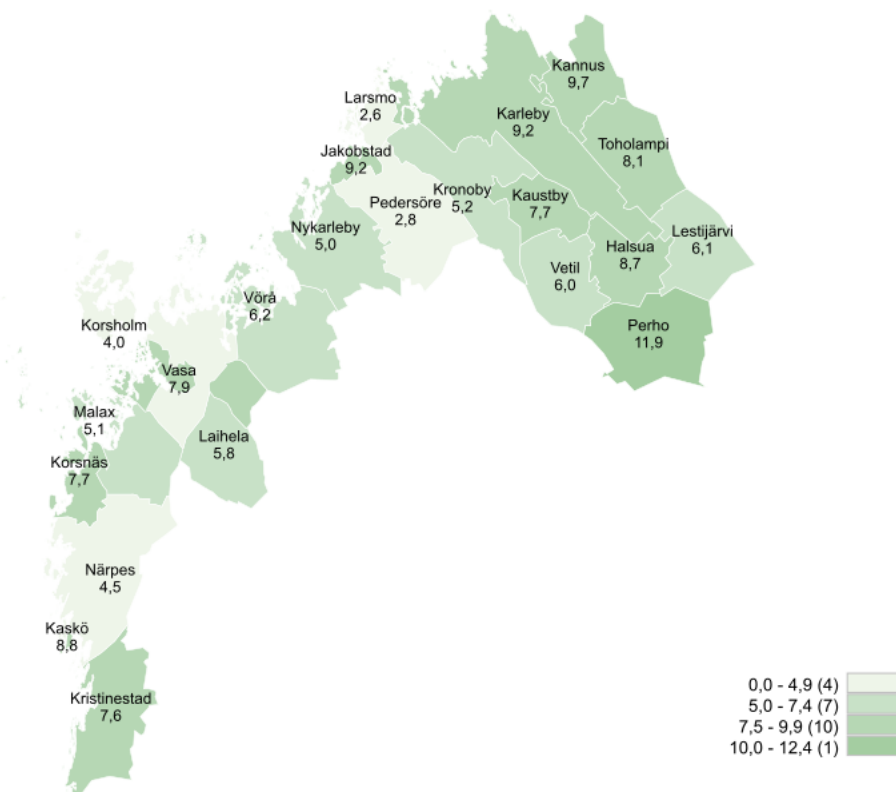 Kannus
9,7
Larsmo
2,6
Karleby
9,2
Toholampi
8,1
Jakobstad
9,2
Pedersöre
2,8
Kronoby
5,2
Kaustby
7,7
Nykarleby
5,0
Lestijärvi
6,1
Halsua
8,7
Vetil
6,0
Vörå
6,2
Korsholm
4,0
Perho
11,9
Vasa
7,9
Malax
5,1
Laihela
5,8
Korsnäs
7,7
Närpes
4,5
Kaskö
8,8
Kristinestad
7,6
0,0 - 4,9 (4)
5,0 - 7,4 (7)
7,5 - 9,9 (10)
10,0 - 12,4 (1)